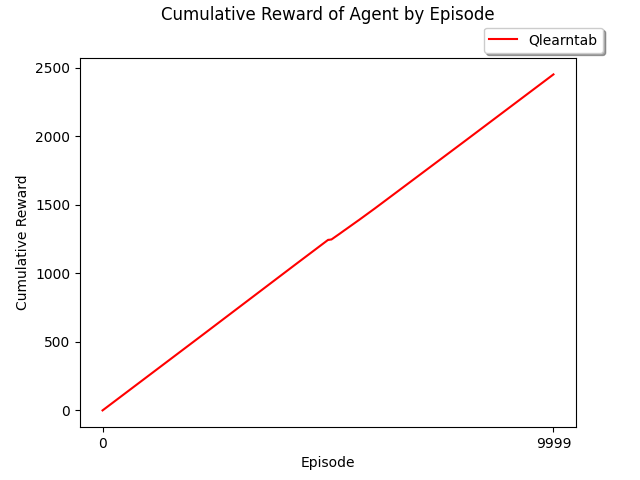 Cumulative Reward of Agent by Episode
Qlearntab
2500
2000
1500
1000
500
0
Cumulative Reward
0 9999
Episode